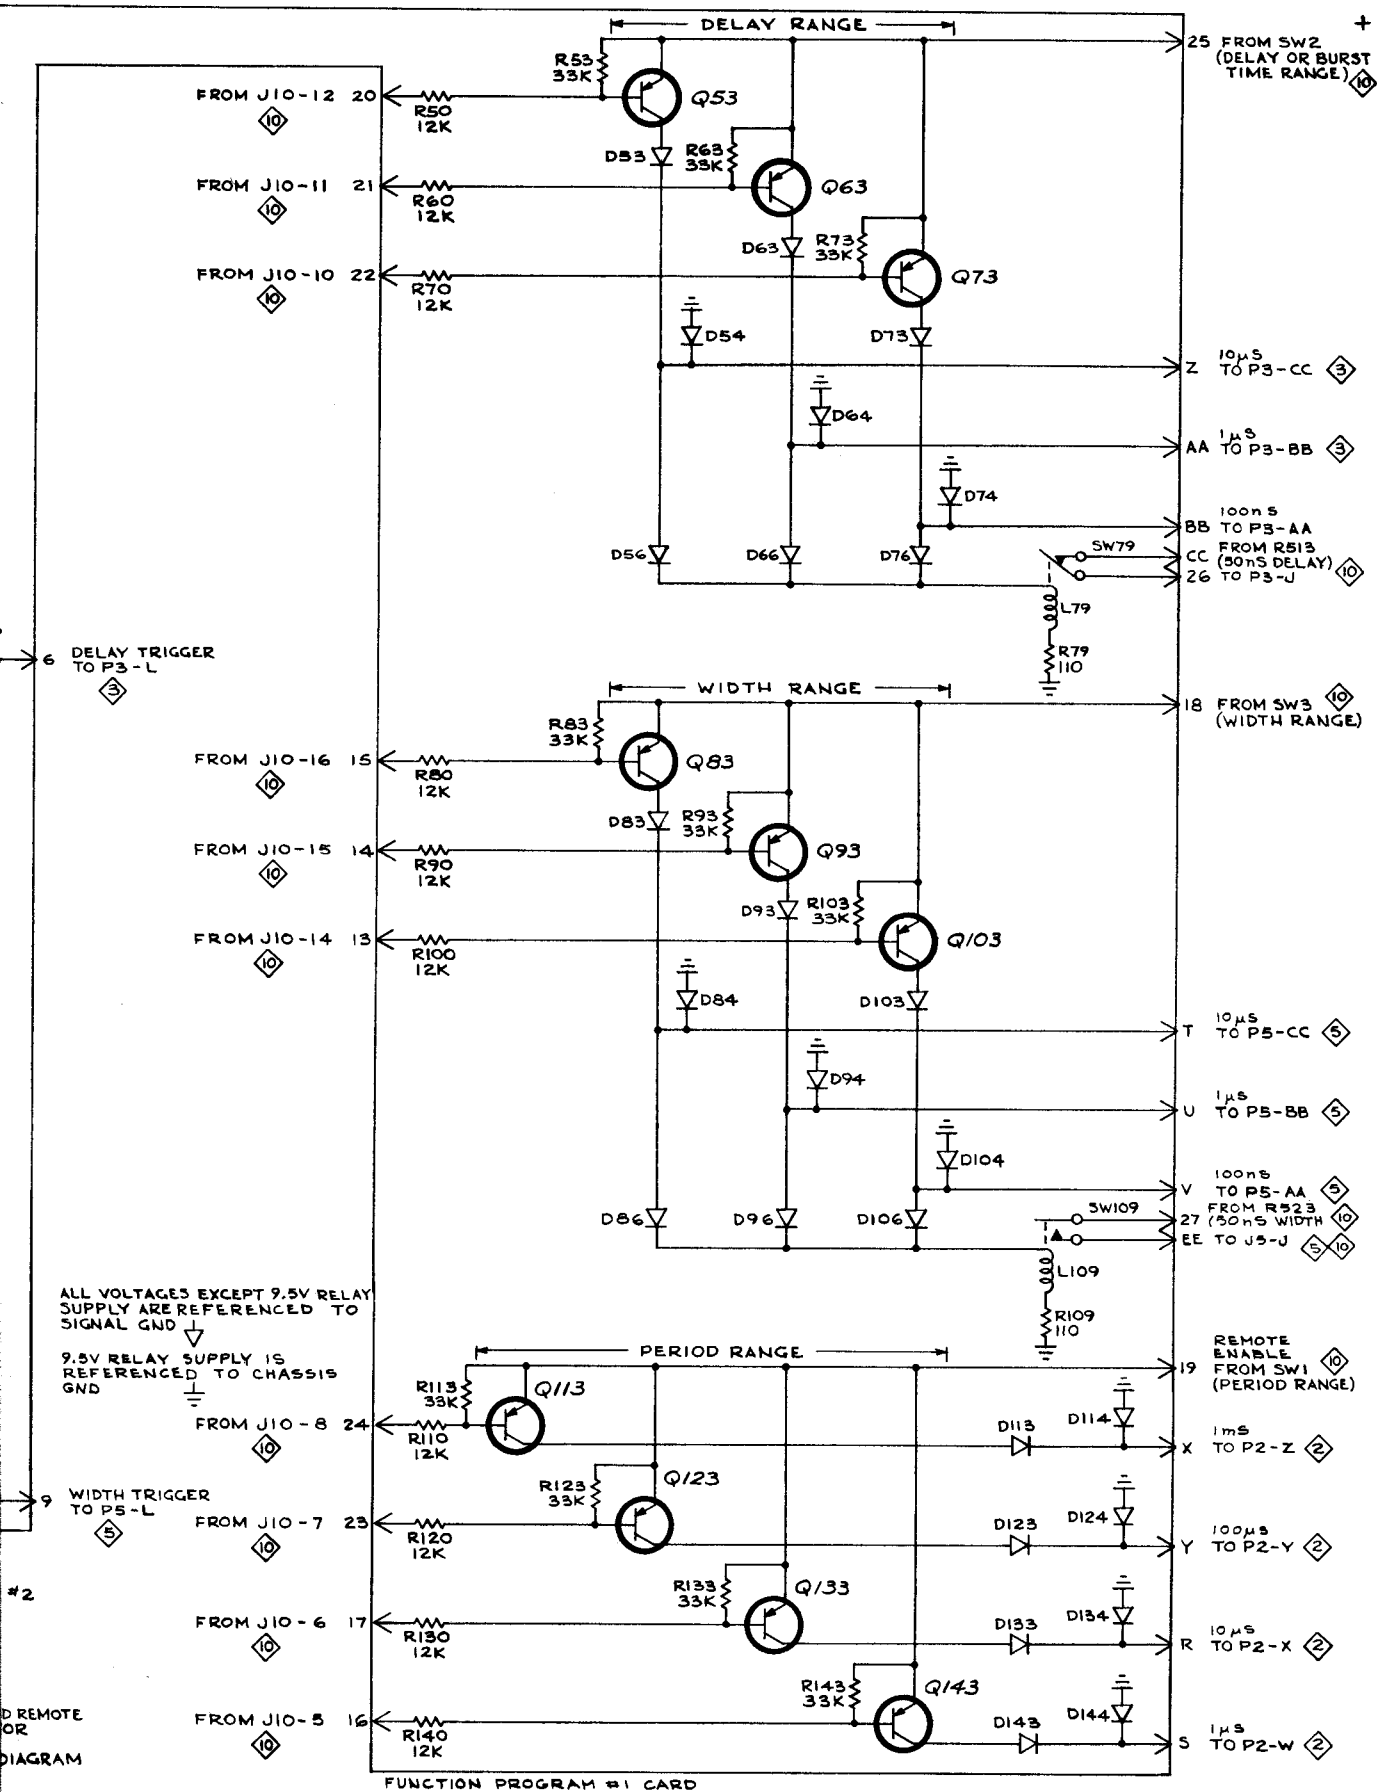 DELAY RANGE
+
25 FROM SW2
(DELAY OR BURST
TIME RANGE) 10
R53
33K
FROM J10-12 20
10
R50
12K
Q53
D53
R63
33K
FROM J10-11 21
10
R60
12K
Q63
D63
R73
33K
FROM J10-10 22
10
R70
12K
Q73
D54
D73
10µS
Z TO P3-CC 3
D64
1µS
AA TO P3-BB 3
D74
100nS
BB TO P3-AA
D56
D66
D76
SW79
CC FROM R513
(50nS DELAY) 10
26 TO P3-J
L79
R79
110
6 DELAY TRIGGER
TO P3-L
3
WIDTH RANGE
18 FROM SW3 10
(WIDTH RANGE)
R83
33K
FROM J10-16 15
10
R80
12K
Q83
D83
R93
33K
FROM J10-15 14
10
R90
12K
Q93
D93
R103
33K
FROM J10-14 13
10
R100
12K
Q103
D84
D103
10µS
T TO P5-CC 5
D94
1µS
U TO P5-BB 5
D104
100nS
V TO P5-AA 5
D86
D96
D106
SW109
FROM R523
27 (50nS WIDTH 10
EE TO J5-J 5 10
L109
R109
110
ALL VOLTAGES EXCEPT 9.5V RELAY
SUPPLY ARE REFERENCED TO
SIGNAL GND
9.5V RELAY SUPPLY IS
REFERENCED TO CHASSIS
GND
PERIOD RANGE
REMOTE
ENABLE
19 FROM SW1 10
(PERIOD RANGE)
R113
33K
Q113
FROM J10-8 24
10
R110
12K
D113
D114
1mS
X TO P2-Z 2
R123
33K
Q123
9 WIDTH TRIGGER
TO P5-L
5
FROM J10-7 23
10
R120
12K
D123
D124
100µS
Y TO P2-Y 2
#2
R133
33K
Q133
FROM J10-6 17
10
R130
12K
D133
D134
10µS
R TO P2-X 2
R143
33K
Q143
D REMOTE
OR
DIAGRAM
FROM J10-5 16
10
R140
12K
D143
D144
1µS
S TO P2-W 2
FUNCTION PROGRAM #1 CARD